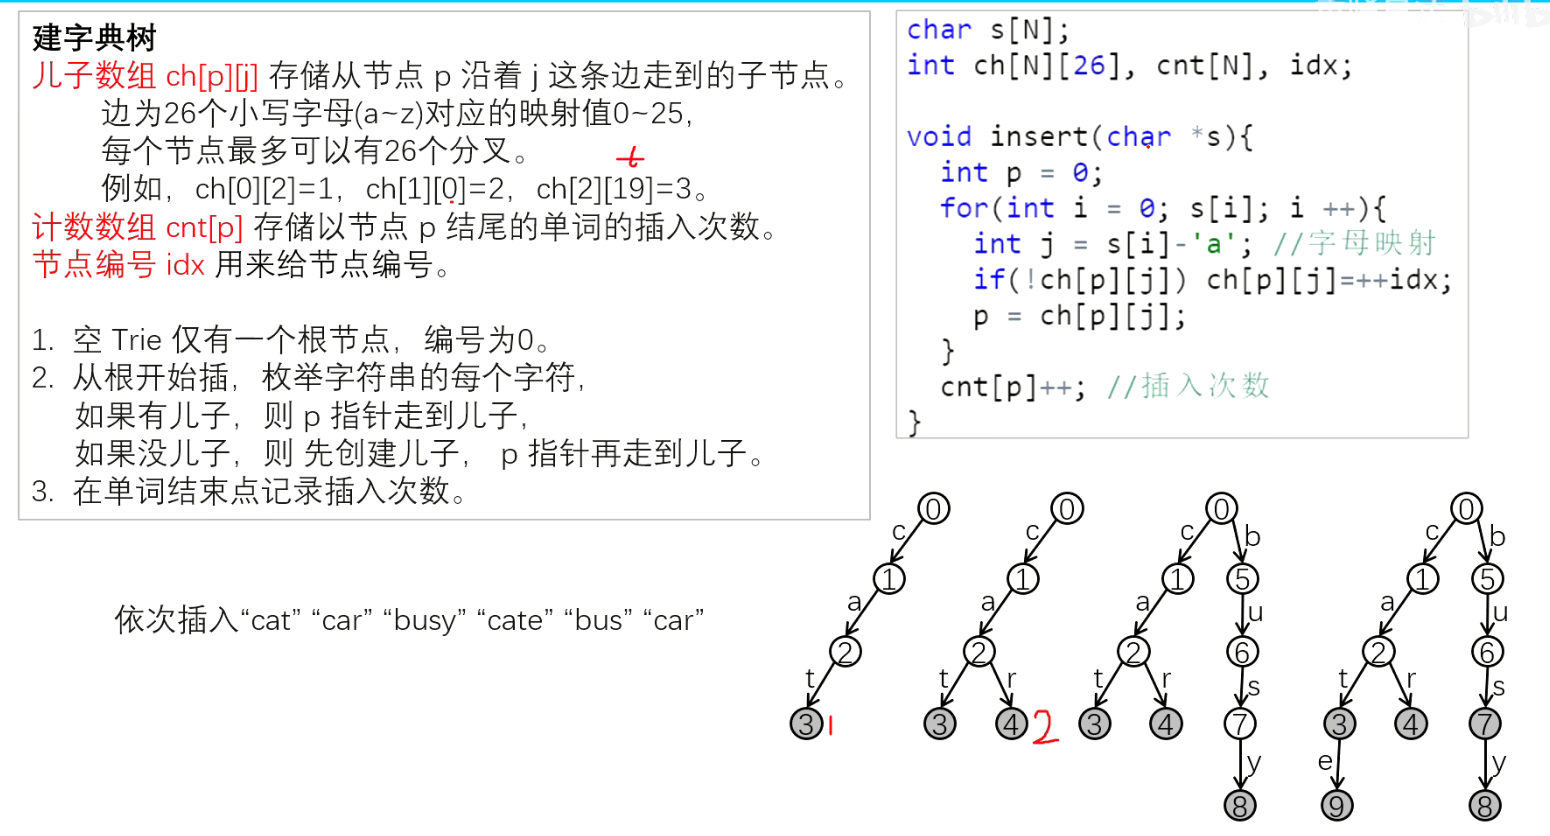 建字典树
儿子数组 ch[p][j] 存储从节点 p 沿着 j 这条边走到的子节点。
边为26个小写字母(a~z)对应的映射值0~25，
每个节点最多可以有26个分叉。
t
例如，ch[0][2]=1，ch[1][0]=2，ch[2][19]=3。
计数数组 cnt[p] 存储以节点 p 结尾的单词的插入次数。
节点编号 idx 用来给节点编号。
1. 空 Trie 仅有一个根节点，编号为0。
2. 从根开始插，枚举字符串的每个字符，
如果有儿子，则 p 指针走到儿子，
如果没儿子，则 先创建儿子， p 指针再走到儿子。
3. 在单词结束点记录插入次数。
char s[N];
int ch[N][26], cnt[N], idx;
void insert(char *s){
int p = 0;
for(int i = 0; s[i]; i ++){
int j = s[i]-'a'; //字母映射
if(!ch[p][j]) ch[p][j]=++idx;
p = ch[p][j];
}
cnt[p]++; //插入次数
}
依次插入“cat” “car” “busy” “cate” “bus” “car”
0
c
1
a
2
t
3 1
0
c
1
a
2
t r
3 4 2
0
c b
1 5
a u
2 6
t r s
3 4 7
y
8
0
c b
1 5
a u
2 6
t r s
3 4 7
e y
9 8